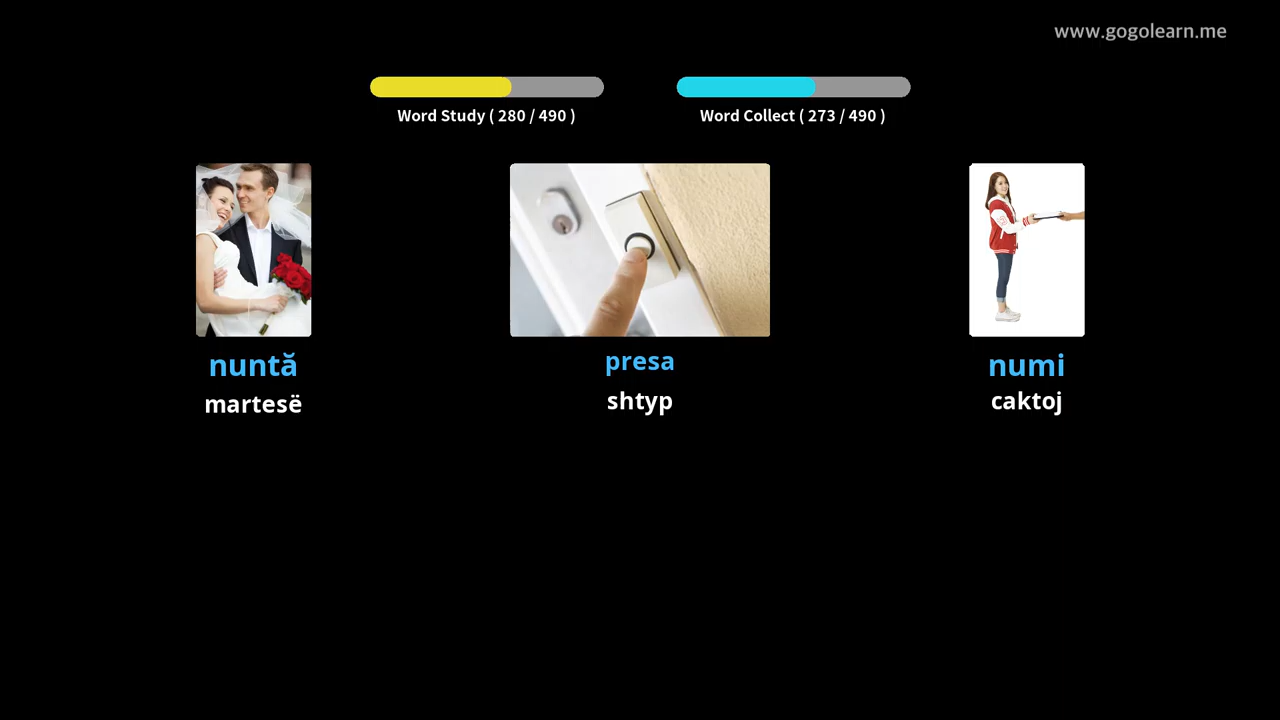 www.gogolearn.me
Word Study ( 280 / 490 )
Word Collect ( 273 / 490 )
nuntă
martesë
presa
shtyp
numi
caktoj